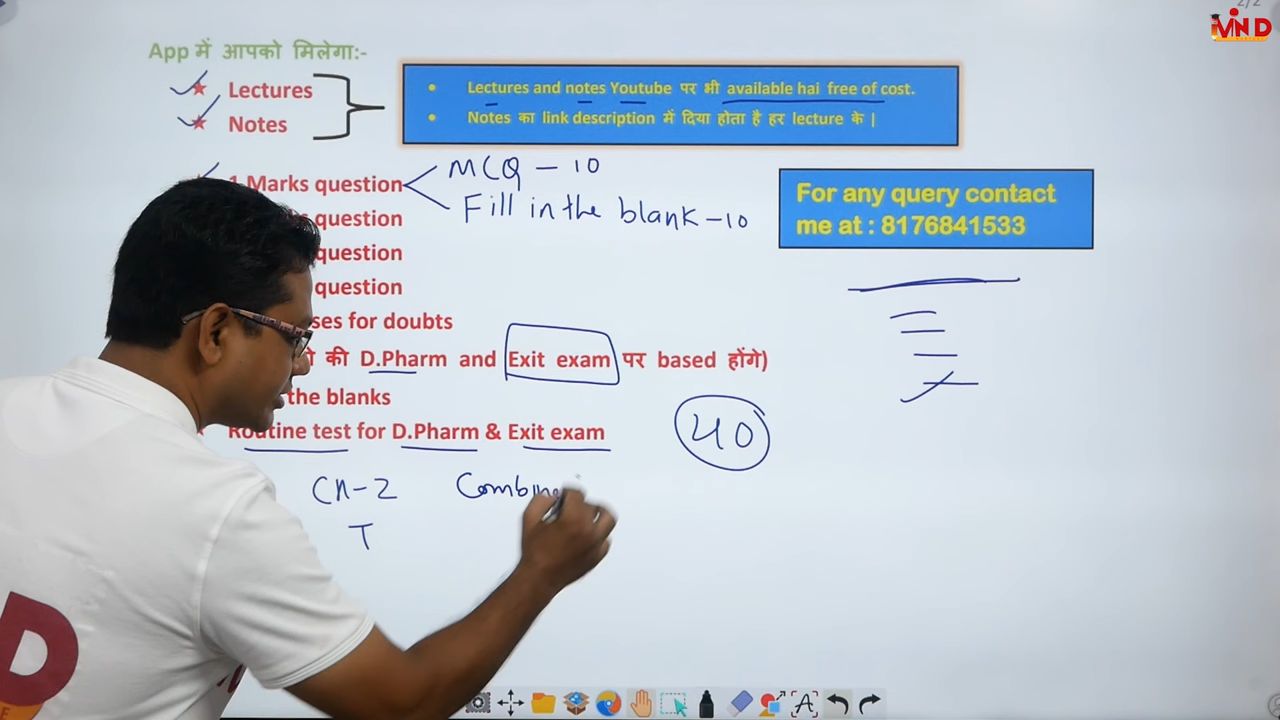 2/2
MIND
App में आपको मिलेगा:-
★ Lectures
★ Notes
• Lectures and notes Youtube पर भी available hai free of cost.
• Notes का link description में दिया होता है हर lecture के |
1 Marks question
MCQ - 10
Fill in the blank - 10
question
question
question
For any query contact
me at : 8176841533
for doubts
की D.Pharm and Exit exam पर based होंगे)
the blanks
Routine test for D.Pharm & Exit exam
40
CH-2
T
D